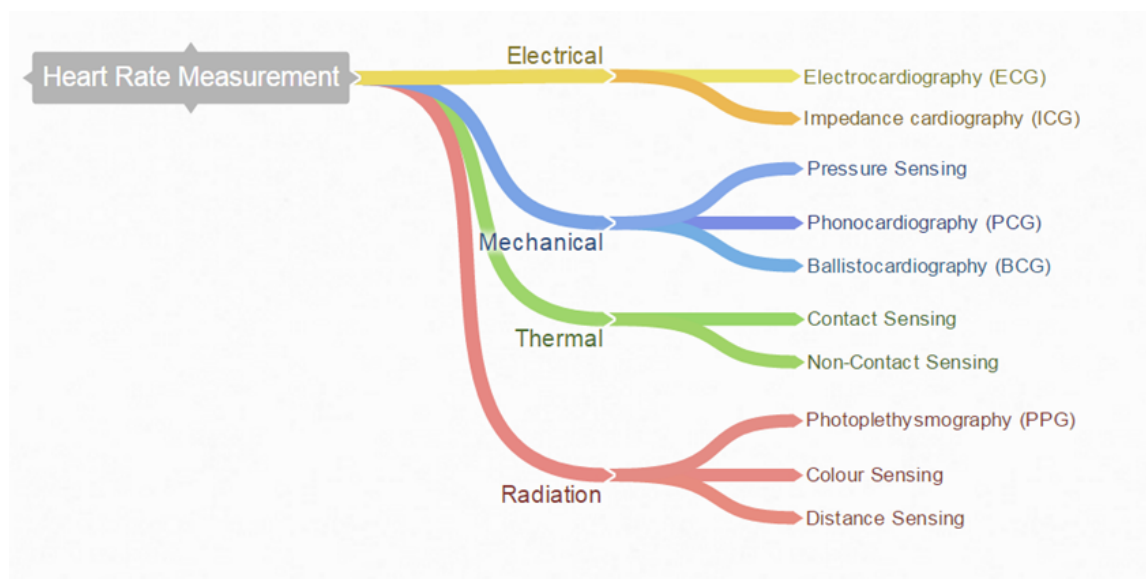 Heart Rate Measurement
Electrical
Electrocardiography (ECG)
Impedance cardiography (ICG)
Mechanical
Pressure Sensing
Phonocardiography (PCG)
Ballistocardiography (BCG)
Thermal
Contact Sensing
Non-Contact Sensing
Radiation
Photoplethysmography (PPG)
Colour Sensing
Distance Sensing